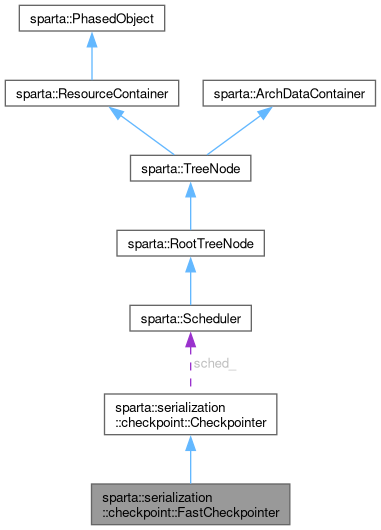 sparta::PhasedObject
sparta::ResourceContainer
sparta::ArchDataContainer
sparta::TreeNode
sparta::RootTreeNode
sparta::Scheduler
sched_
sparta::serialization
::checkpoint::Checkpointer
sparta::serialization
::checkpoint::FastCheckpointer